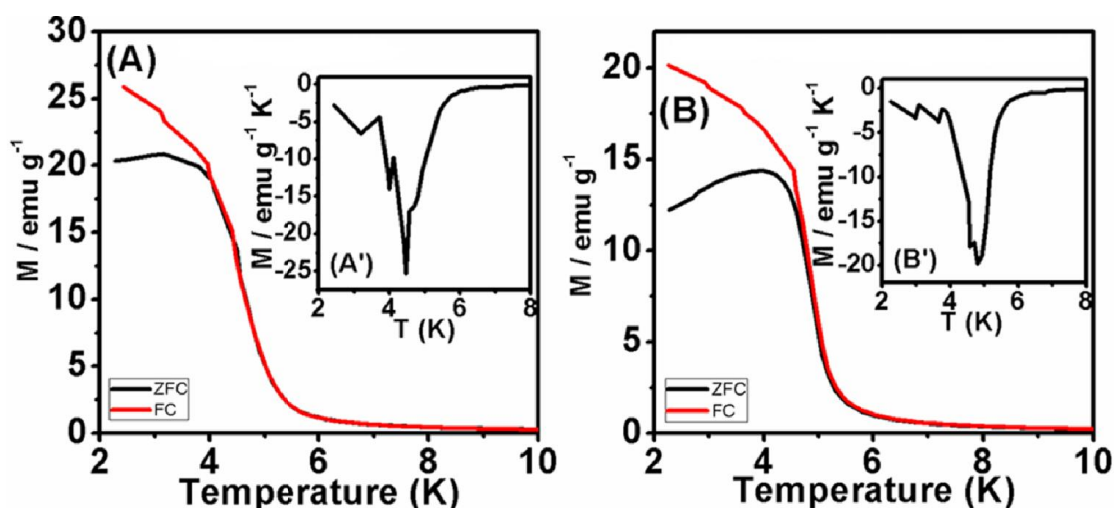 (A)
30
25
20
15
10
5
0
M / emu g⁻¹
2
4
6
8
10
Temperature (K)
ZFC
FC
0
-5
-10
-15
-20
-25
M / emu g⁻¹ K⁻¹
(A')
2
4
6
8
T (K)
(B)
20
15
10
5
0
M / emu g⁻¹
2
4
6
8
10
Temperature (K)
ZFC
FC
0
-5
-10
-15
-20
M / emu g⁻¹ K⁻¹
(B')
2
4
6
8
T (K)